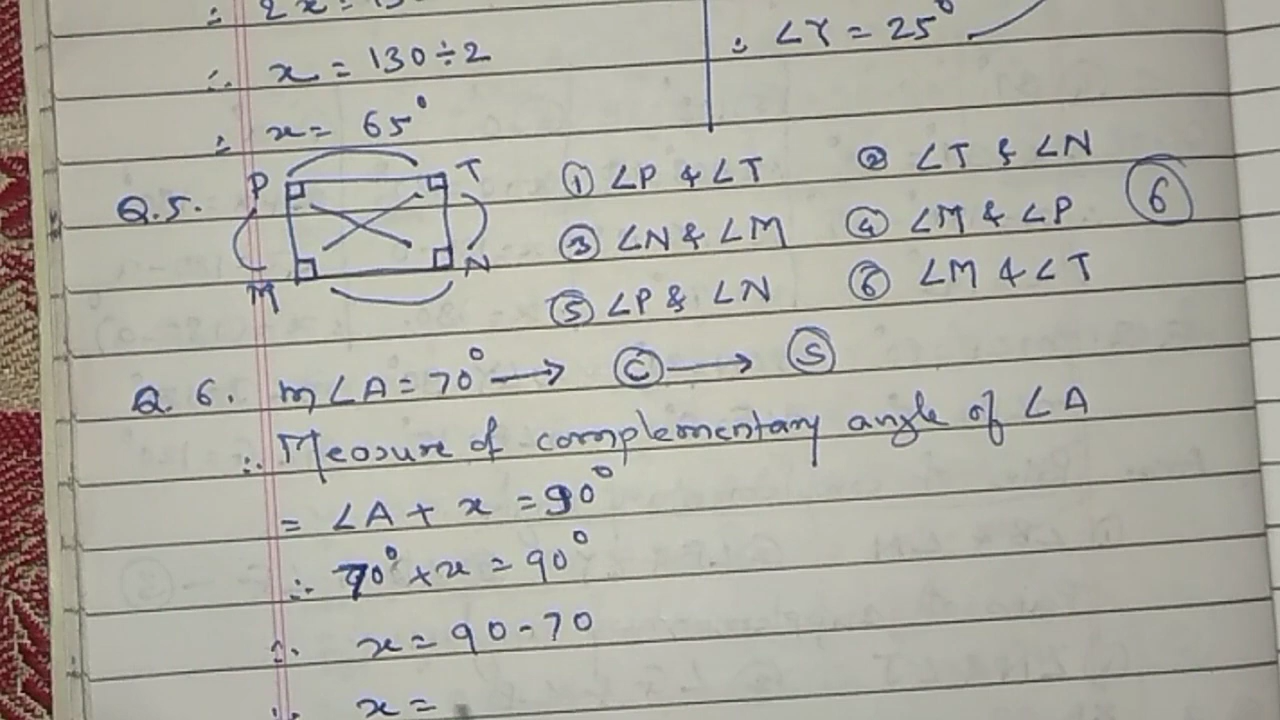 ∴ x = 130 ÷ 2
∴ x = 65°
∴ ∠Y = 25°
Q.5. P T M N
① ∠P & ∠T ② ∠T & ∠N
③ ∠N & ∠M ④ ∠M & ∠P ⑥
⑤ ∠P & ∠N ⑥ ∠M & ∠T
Q. 6. m∠A = 70° → Ⓒ → Ⓢ
∴ Measure of complementary angle of ∠A
= ∠A + x = 90°
∴ 70° + x = 90°
∴ x = 90 - 70
∴ x =